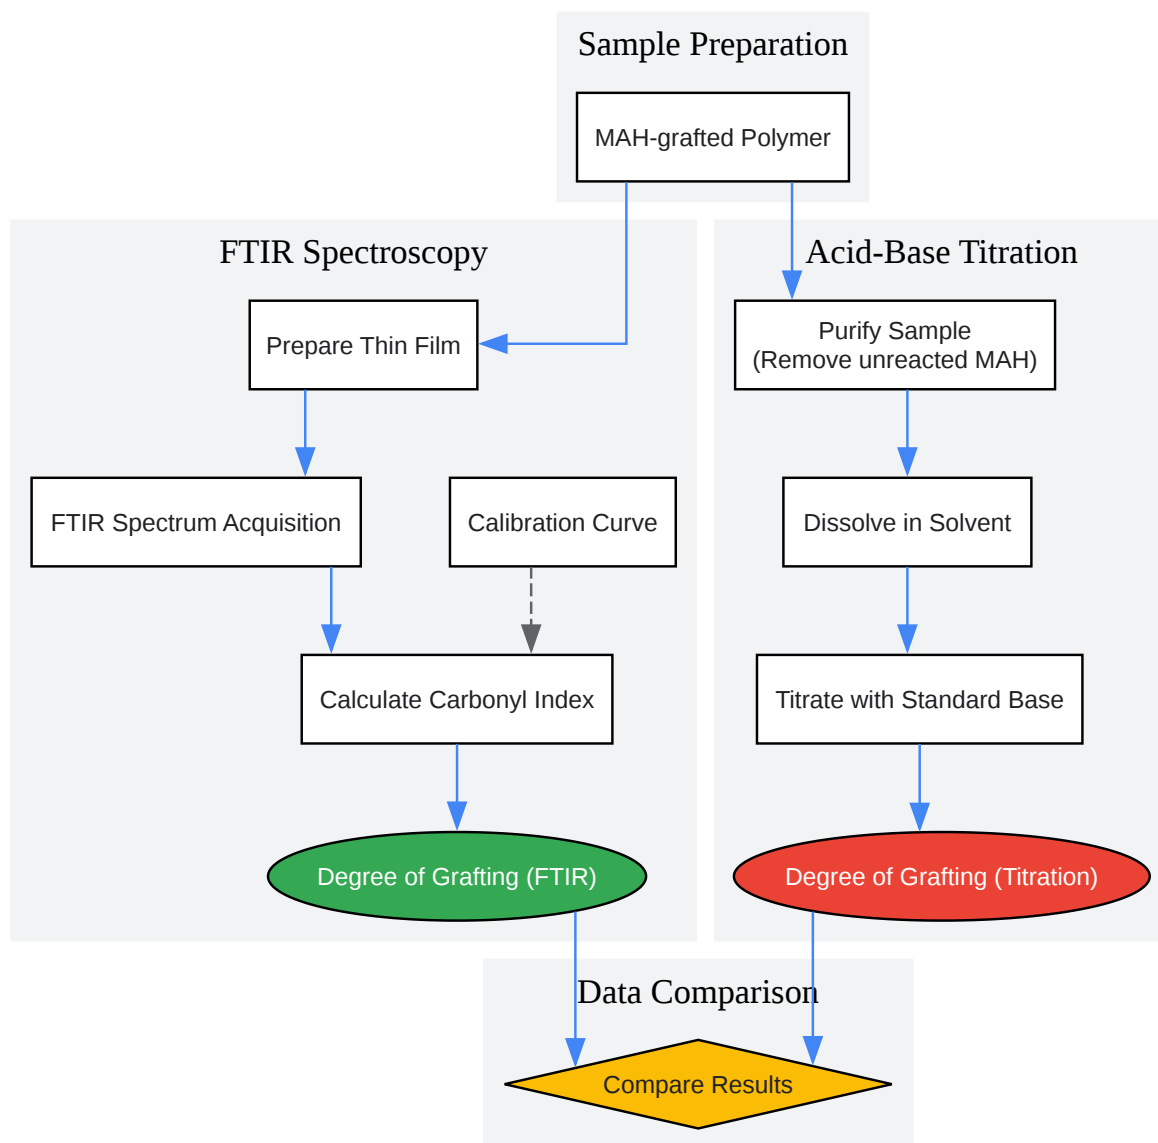 Sample Preparation
MAH-grafted Polymer
FTIR Spectroscopy
Prepare Thin Film
FTIR Spectrum Acquisition
Calibration Curve
Calculate Carbonyl Index
Degree of Grafting (FTIR)
Acid-Base Titration
Purify Sample
(Remove unreacted MAH)
Dissolve in Solvent
Titrate with Standard Base
Degree of Grafting (Titration)
Data Comparison
Compare Results